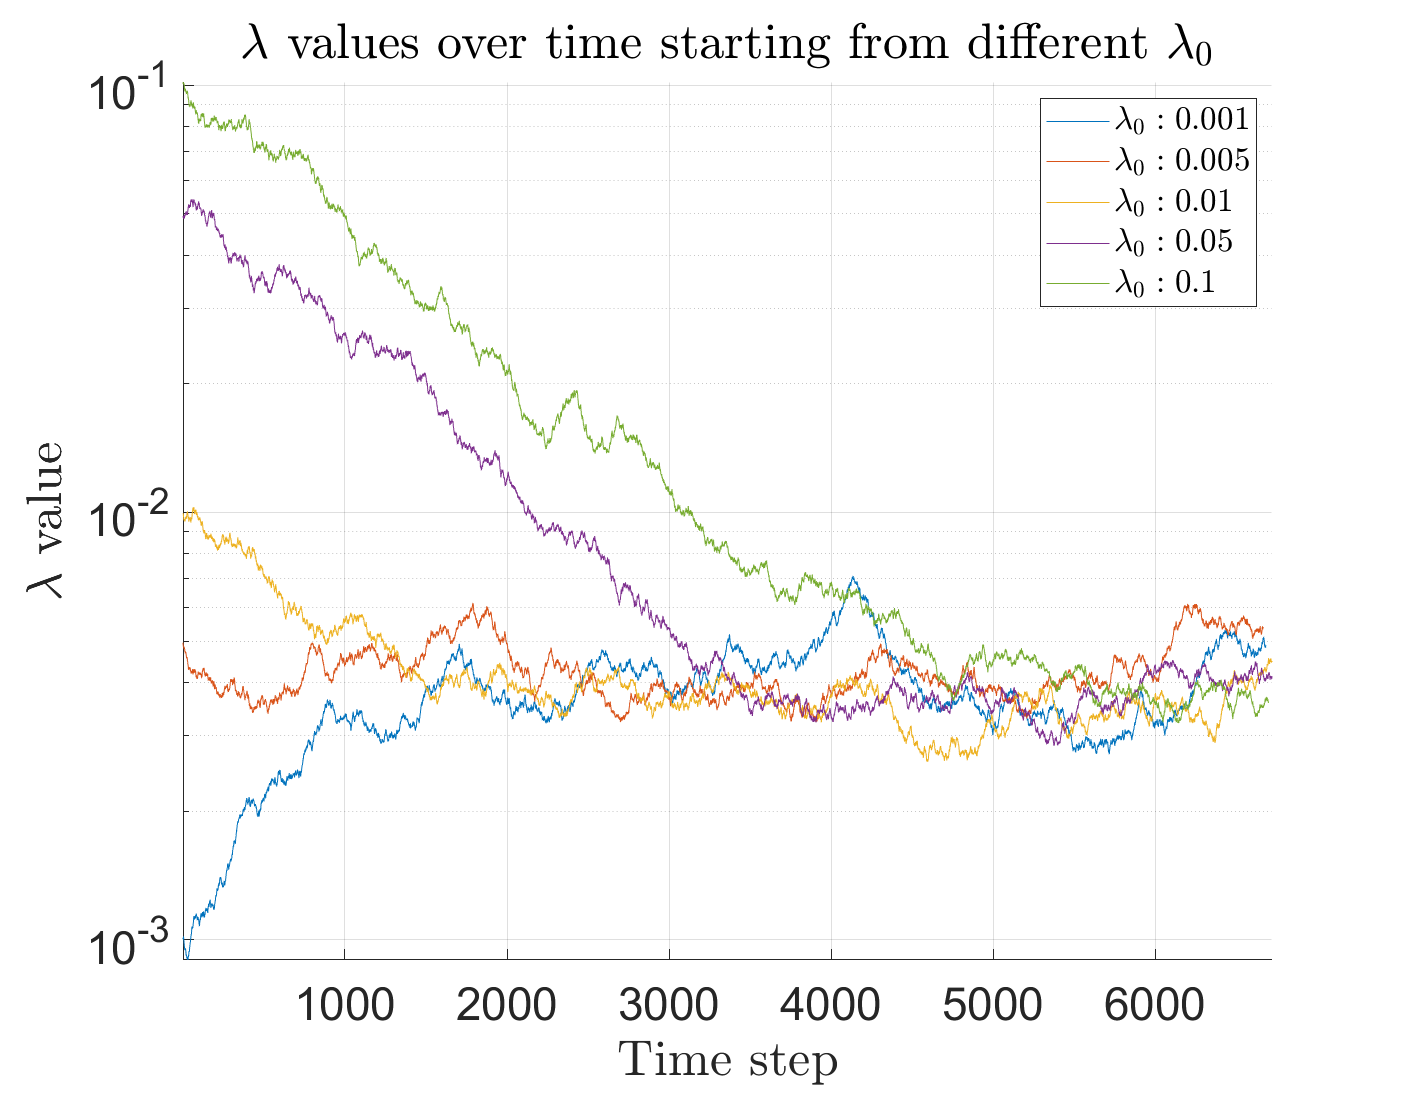 λ values over time starting from different λ₀
10⁻¹
10⁻²
10⁻³
λ value
λ₀ : 0.001
λ₀ : 0.005
λ₀ : 0.01
λ₀ : 0.05
λ₀ : 0.1
1000 2000 3000 4000 5000 6000
Time step